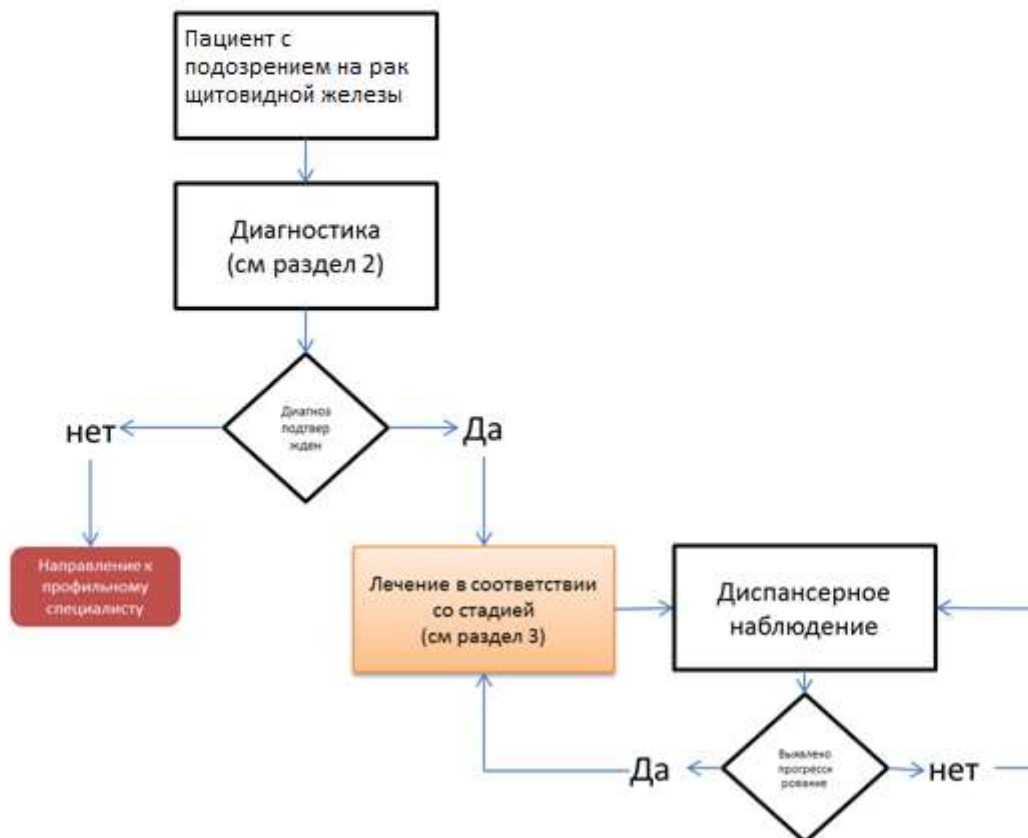 Пациент с
подозрением на рак
щитовидной железы
Диагностика
(см раздел 2)
Диагноз
подтвер
жден
нет
Да
Направление к
профильному
специалисту
Лечение в соответствии
со стадией
(см раздел 3)
Диспансерное
наблюдение
Выявлено
прогресси
рование
Да
нет